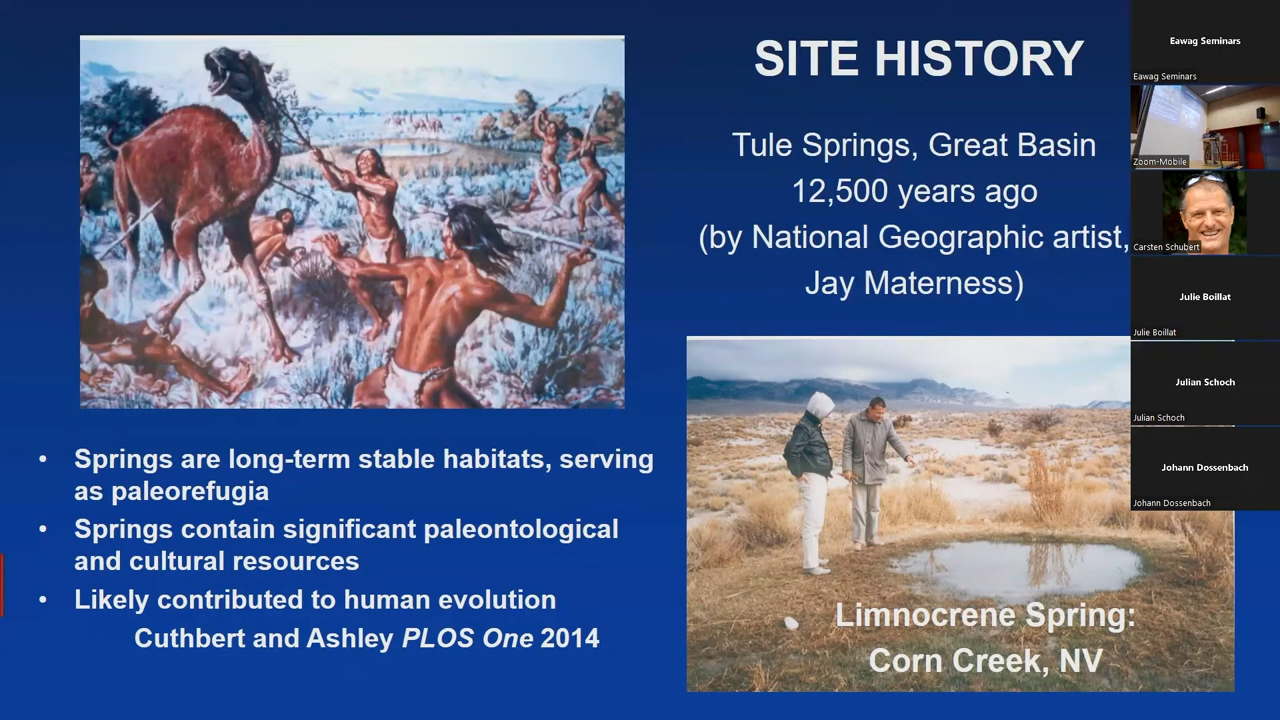 SITE HISTORY
Tule Springs, Great Basin
12,500 years ago
(by National Geographic artist,
Jay Materness)
• Springs are long-term stable habitats, serving
as paleorefugia
• Springs contain significant paleontological
and cultural resources
• Likely contributed to human evolution
Cuthbert and Ashley PLOS One 2014
Limnocrene Spring:
Corn Creek, NV
Eawag Seminars
Eawag Seminars
Zoom-Mobile
Carsten Schubert
Julie Boillat
Julie Boillat
Julian Schoch
Julian Schoch
Johann Dossenbach
Johann Dossenbach